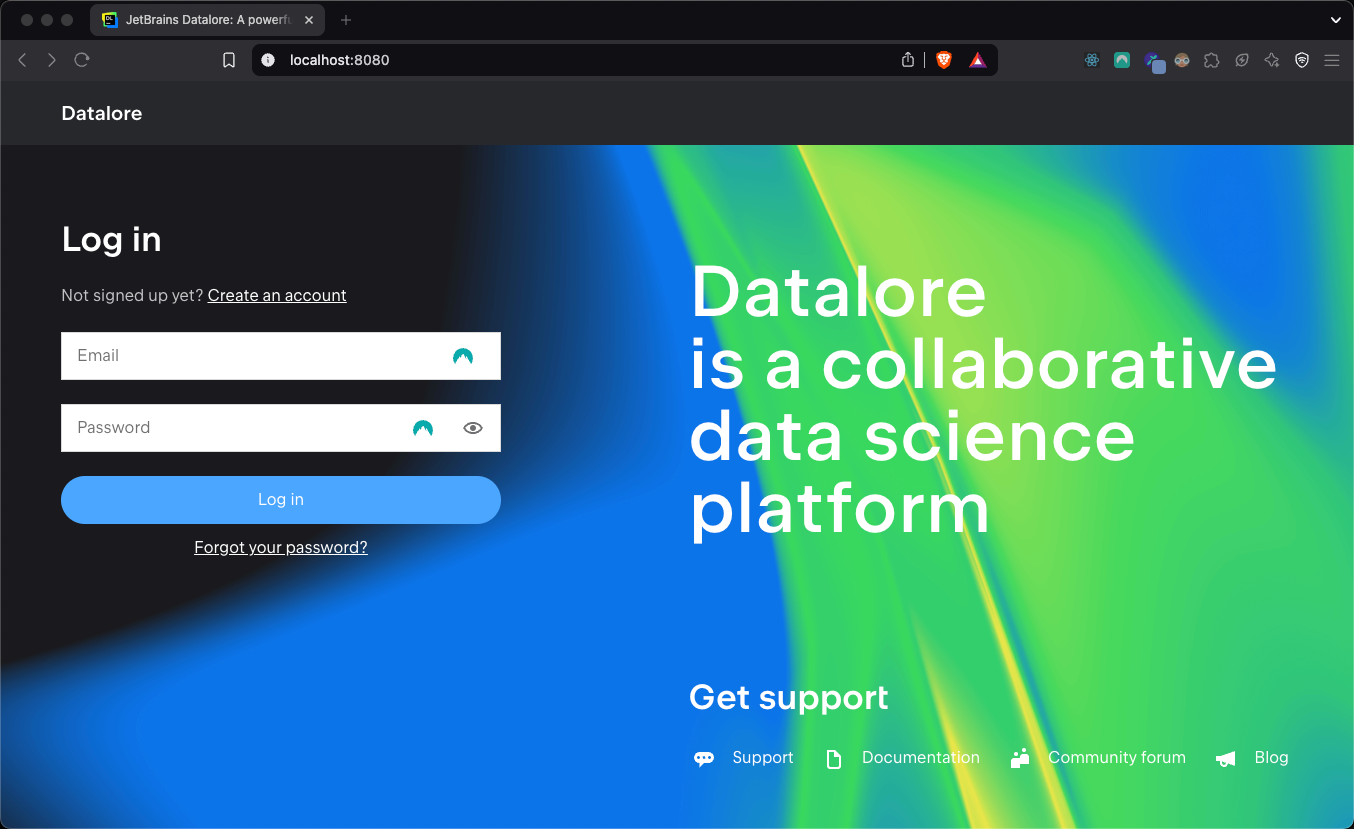 JetBrains Datalore: A powerfu
localhost:8080
Datalore
Log in
Not signed up yet? Create an account
Email
Password
Log in
Forgot your password?
Datalore
is a collaborative
data science
platform
Get support
Support
Documentation
Community forum
Blog